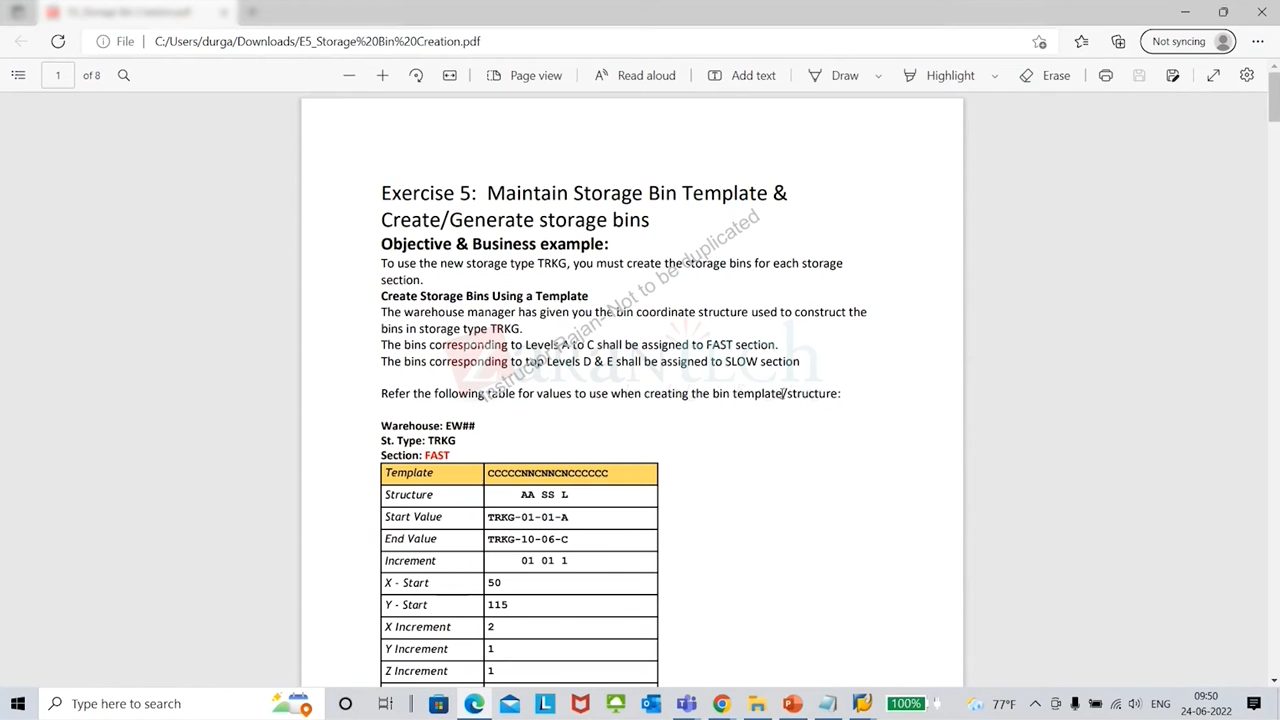 File
C:/Users/durga/Downloads/E5_Storage%20Bin%20Creation.pdf
Not syncing
1
of 8
Page view
Read aloud
Add text
Draw
Highlight
Erase
Exercise 5: Maintain Storage Bin Template &
Create/Generate storage bins
Objective & Business example:
To use the new storage type TRKG, you must create the storage bins for each storage
section.
Create Storage Bins Using a Template
The warehouse manager has given you the bin coordinate structure used to construct the
bins in storage type TRKG.
The bins corresponding to Levels A to C shall be assigned to FAST section.
The bins corresponding to top Levels D & E shall be assigned to SLOW section
Instructor Rajan- Not to be duplicated
ZaranTech
Refer the following table for values to use when creating the bin template/structure:
Warehouse: EW##
St. Type: TRKG
Section: FAST
Template CCCCCNNCNNCNCCCCCC
Structure AA SS L
Start Value TRKG-01-01-A
End Value TRKG-10-06-C
Increment 01 01 1
X - Start 50
Y - Start 115
X Increment 2
Y Increment 1
Z Increment 1
Type here to search
100%
77°F
ENG
09:50
24-06-2022